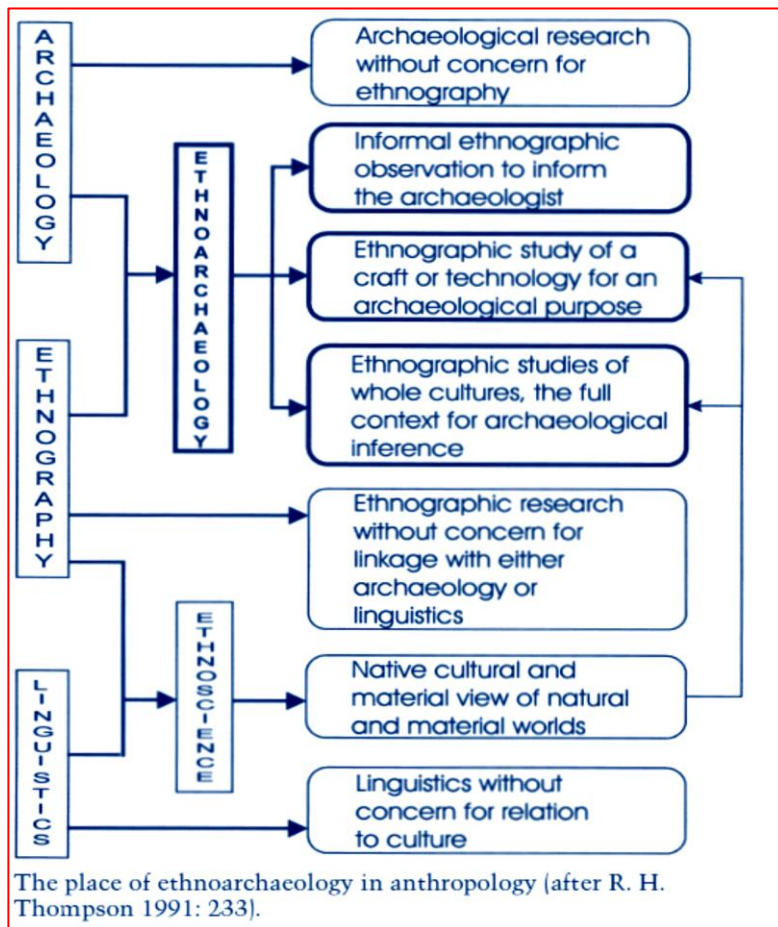 ARCHAEOLOGY
Archaeological research
without concern for
ethnography
ETHNOARCHAEOLOGY
Informal ethnographic
observation to inform
the archaeologist
Ethnographic study of a
craft or technology for an
archaeological purpose
ETHNOGRAPHY
Ethnographic studies of
whole cultures, the full
context for archaeological
inference
Ethnographic research
without concern for
linkage with either
archaeology or
linguistics
ETHNOSCIENCE
Native cultural and
material view of natural
and material worlds
LINGUISTICS
Linguistics without
concern for relation
to culture
The place of ethnoarchaeology in anthropology (after R. H.
Thompson 1991: 233).